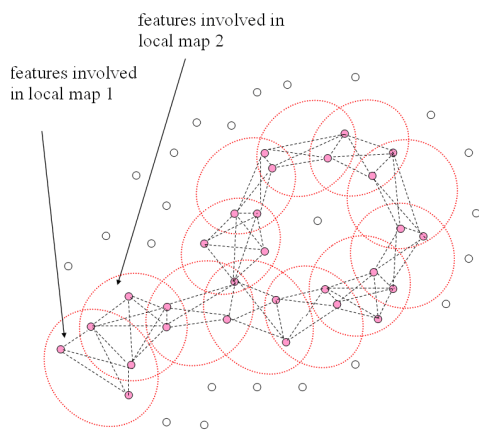 features involved in
local map 2
features involved
in local map 1